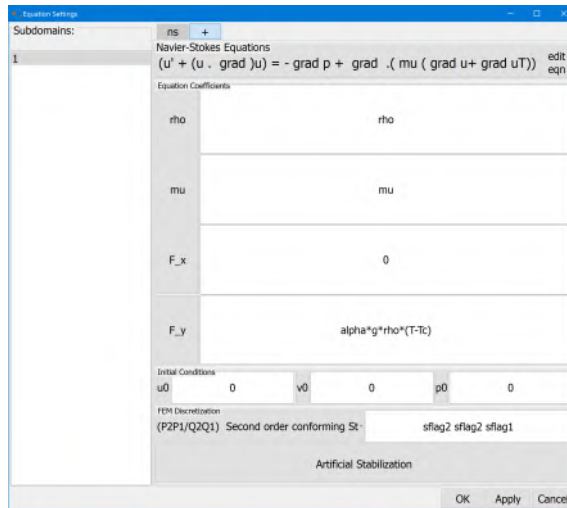 Equation Settings
Subdomains:
1
ns +
Navier-Stokes Equations
(u' + (u . grad )u) = - grad p + grad .( mu ( grad u+ grad uT))
edit
eqn
Equation Coefficients
rho rho
mu mu
F_x 0
F_y alpha*g*rho*(T-Tc)
Initial Conditions
u0 0 v0 0 p0 0
FEM Discretization
(P2P1/Q2Q1) Second order conforming St sflag2 sflag2 sflag1
Artificial Stabilization
OK Apply Cancel